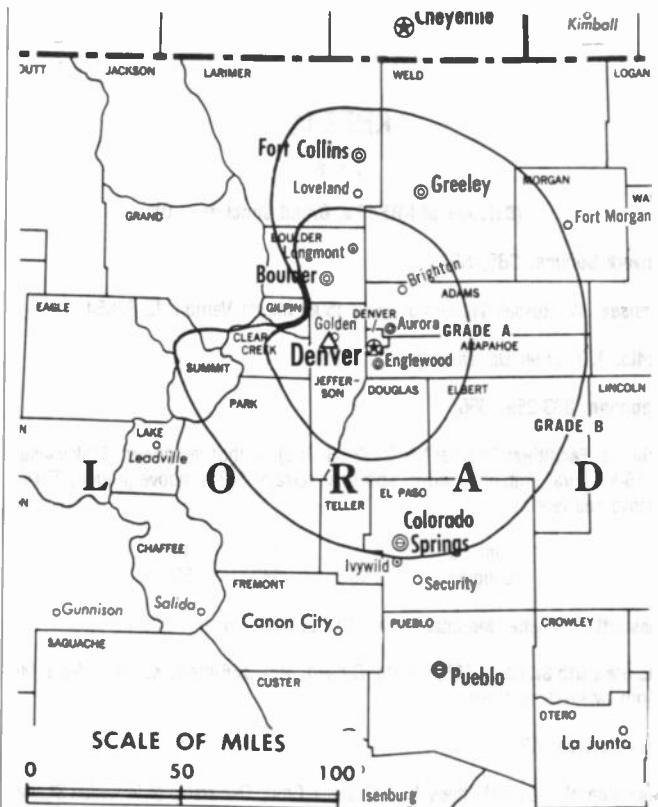 Cheyenne
Kimball
JACKSON
LARIMER
WELD
LOGAN
Fort Collins
Loveland
Greeley
MORGAN
WA
Fort Morgan
GRAND
BOULDER
Longmont
Boulder
Brighton
ADAMS
EAGLE
GILPIN
DENVER
CLEAR CREEK
Golden
Aurora
GRADE A
Denver
Englewood
ARAPAHOE
SUMMIT
JEFFER-
SON
DOUGLAS
ELBERT
LINCOLN
PARK
GRADE B
LAKE
Leadville
L O R A D
TELLER
EL PASO
Colorado
Springs
CHAFFEE
Ivywild
Security
FREMONT
Gunnison
Salida
Canon City
PUEBLO
CROWLEY
SAGUACHE
CUSTER
Pueblo
OTERO
La Junta
SCALE OF MILES
0 50 100
Isenburg